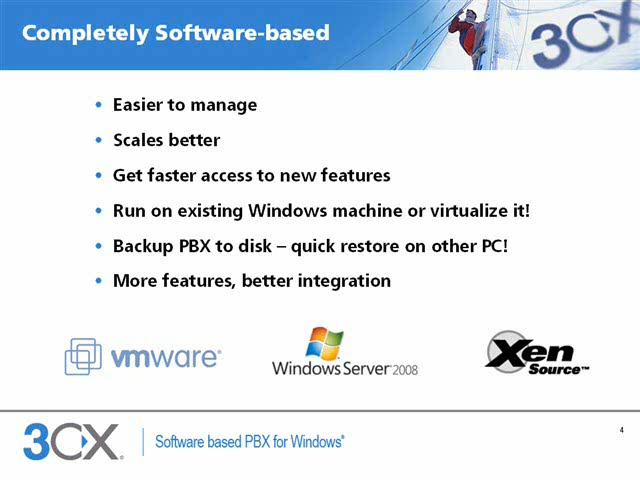 Completely Software-based
3CX
• Easier to manage
• Scales better
• Get faster access to new features
• Run on existing Windows machine or virtualize it!
• Backup PBX to disk – quick restore on other PC!
• More features, better integration
vmware®
Windows Server 2008
Xen
Source™
4
3CX®
Software based PBX for Windows®